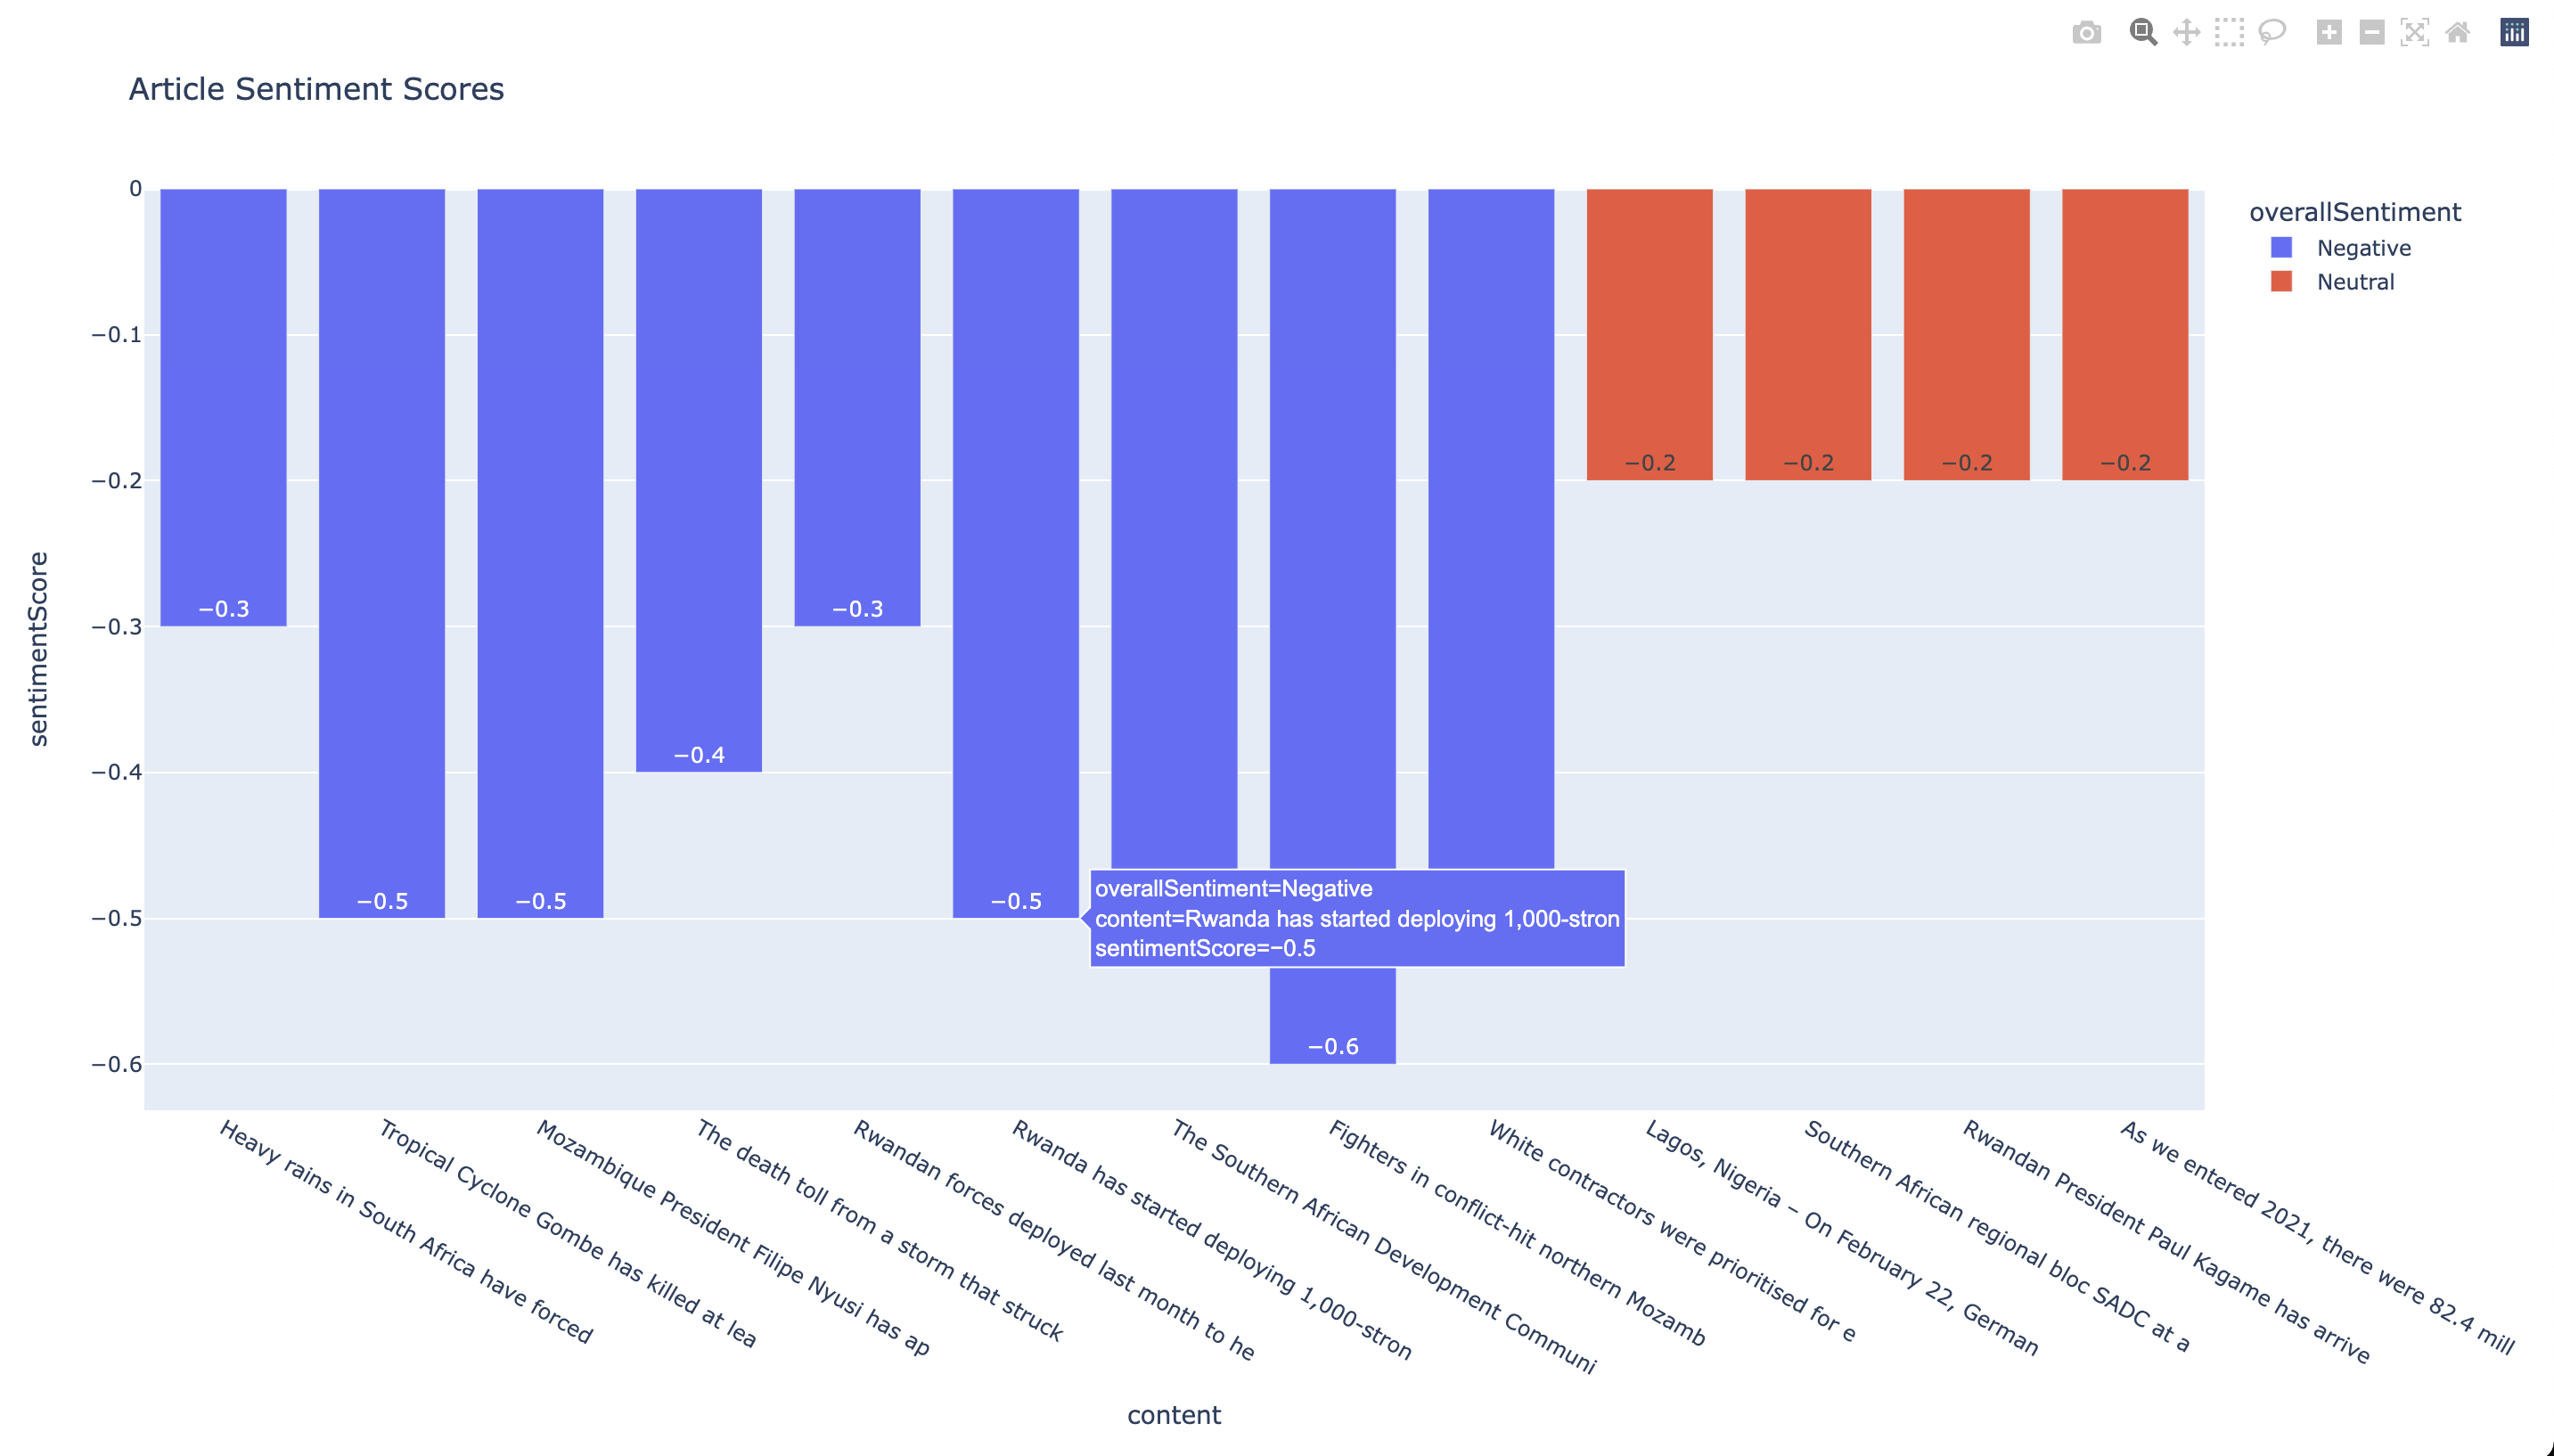 Article Sentiment Scores
overallSentiment
Negative
Neutral
sentimentScore
0
−0.1
−0.2
−0.3
−0.4
−0.5
−0.6
−0.3
−0.5
−0.5
−0.4
−0.3
−0.5
−0.6
−0.2
−0.2
−0.2
−0.2
overallSentiment=Negative
content=Rwanda has started deploying 1,000-stron
sentimentScore=−0.5
Heavy rains in South Africa have forced
Tropical Cyclone Gombe has killed at lea
Mozambique President Filipe Nyusi has ap
The death toll from a storm that struck
Rwandan forces deployed last month to he
Rwanda has started deploying 1,000-stron
The Southern African Development Communi
Fighters in conflict-hit northern Mozamb
White contractors were prioritised for e
Lagos, Nigeria – On February 22, German
Southern African regional bloc SADC at a
Rwandan President Paul Kagame has arrive
As we entered 2021, there were 82.4 mill
content